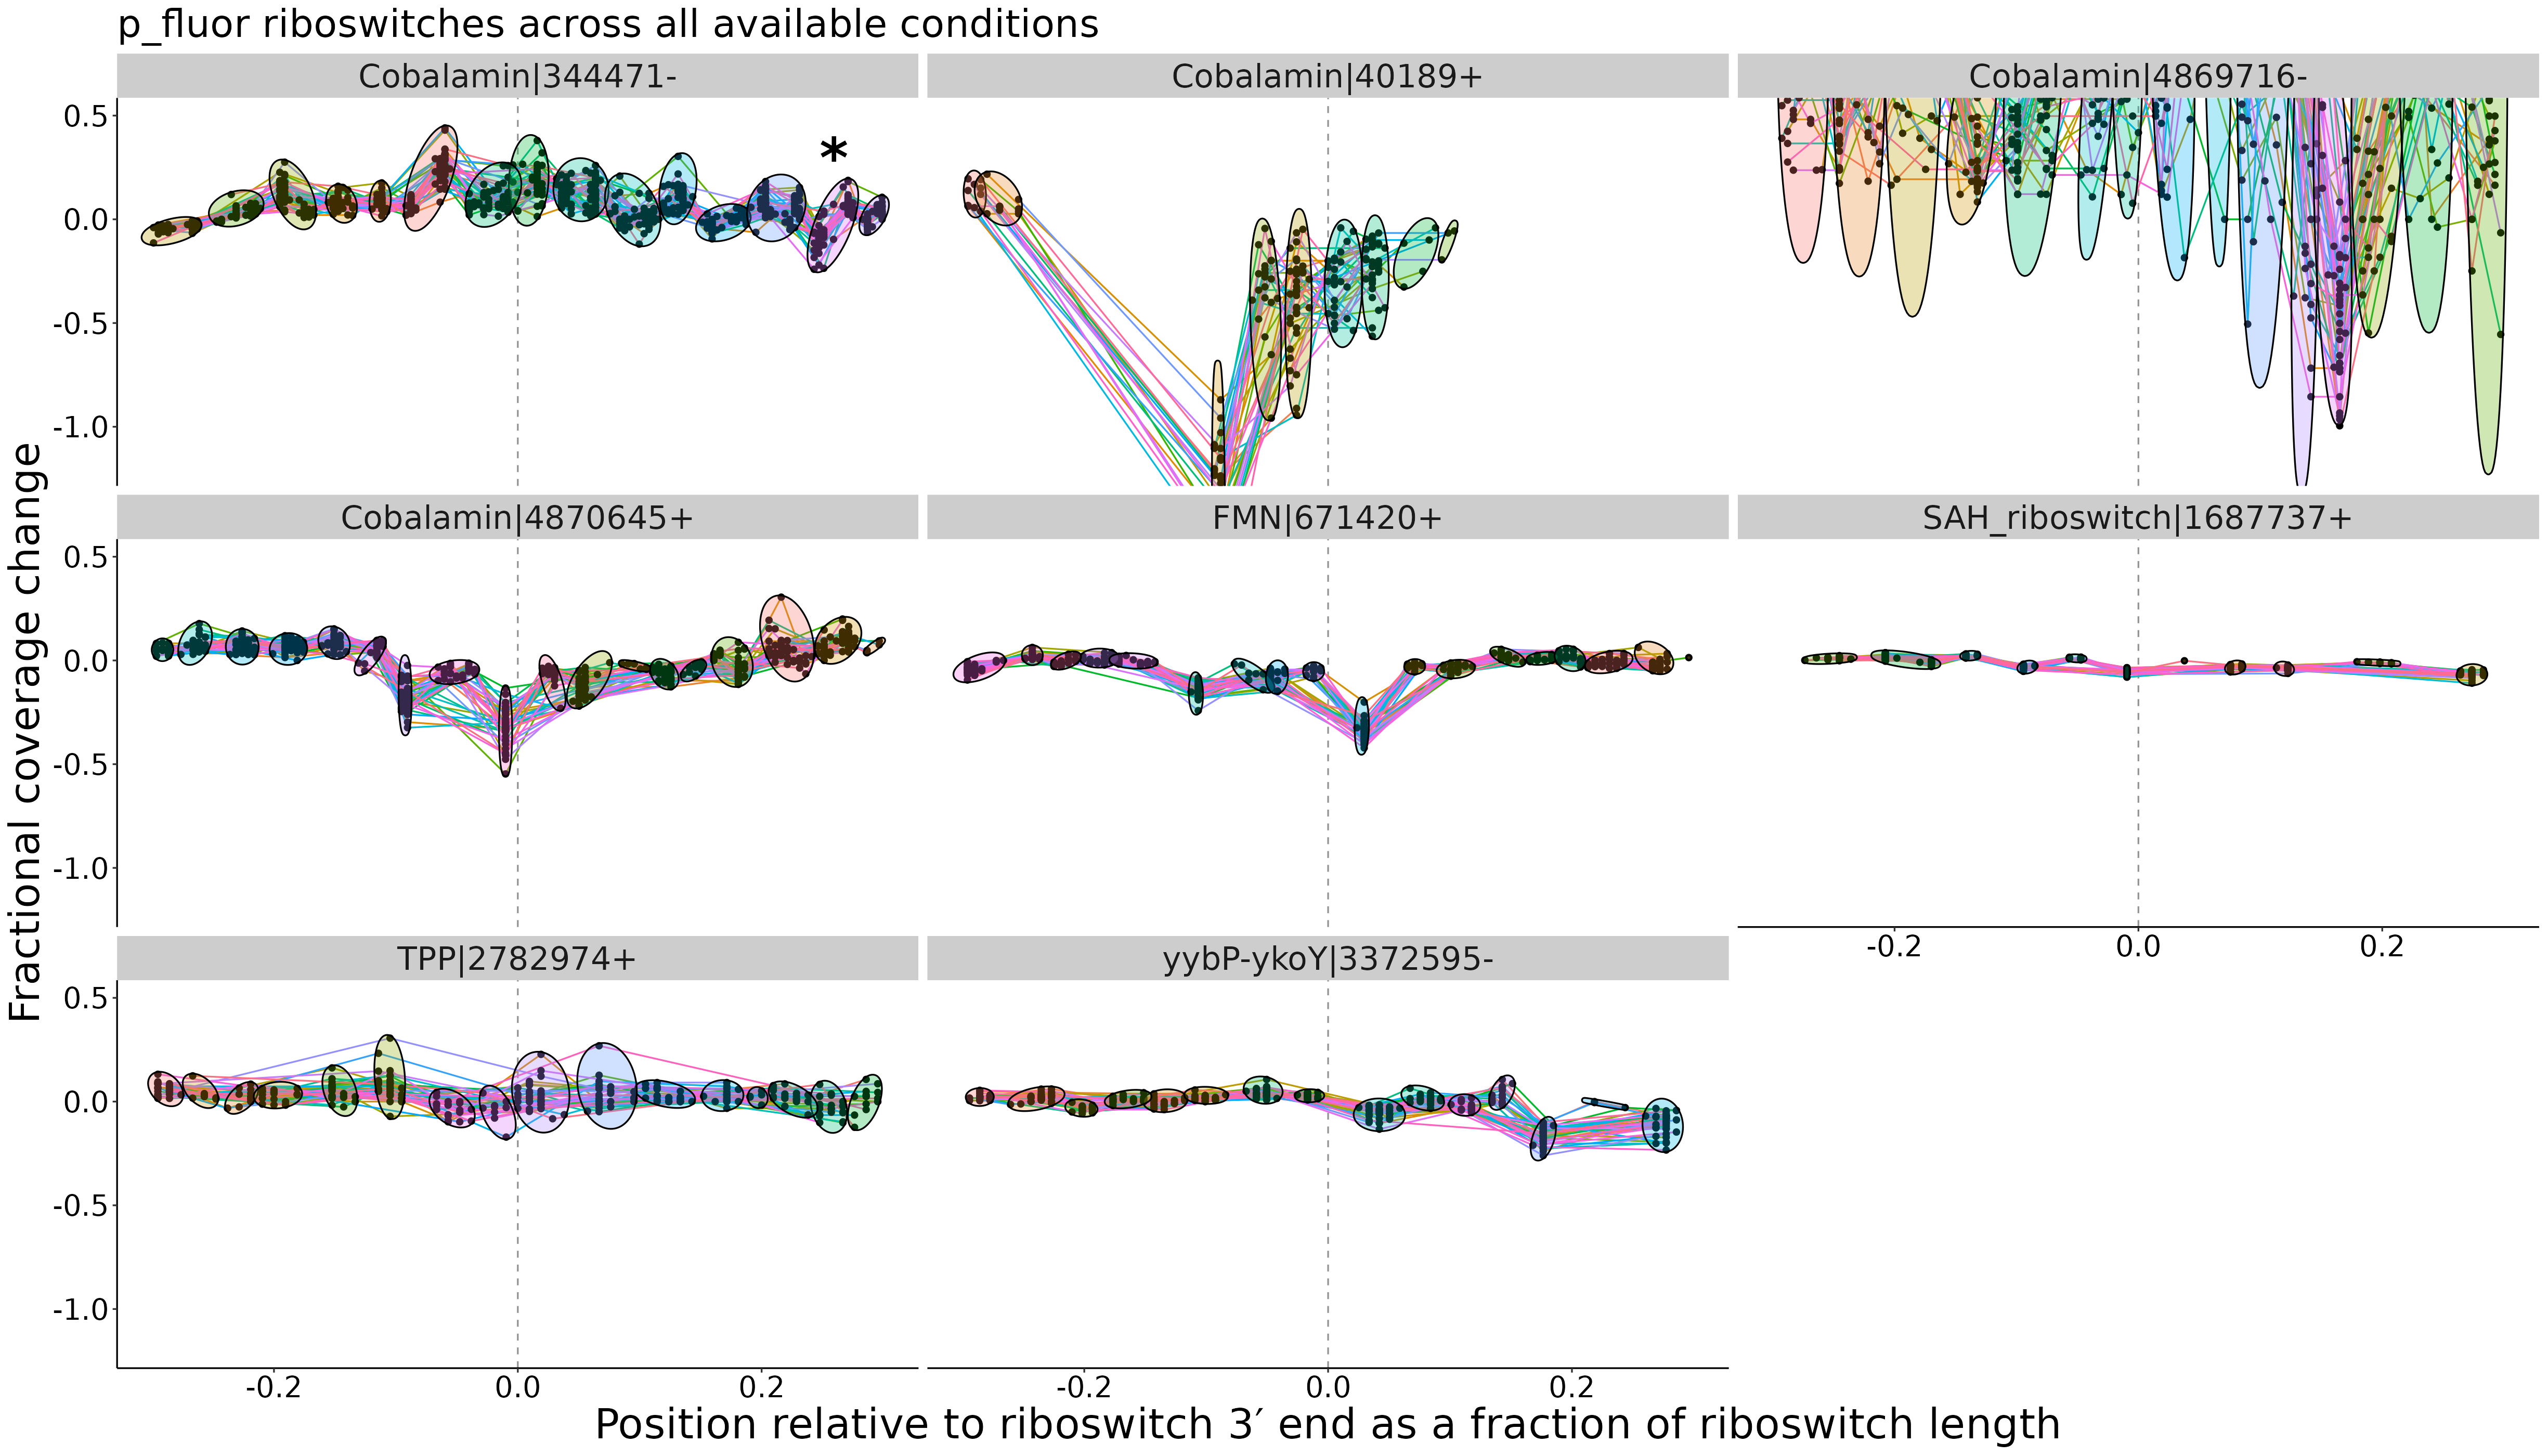 p_fluor riboswitches across all available conditions
Cobalamin|344471-
Cobalamin|40189+
Cobalamin|4869716-
0.5
0.0
-0.5
-1.0
*
Cobalamin|4870645+
FMN|671420+
SAH_riboswitch|1687737+
0.5
0.0
-0.5
-1.0
-0.2 0.0 0.2
TPP|2782974+
yybP-ykoY|3372595-
0.5
0.0
-0.5
-1.0
-0.2 0.0 0.2
-0.2 0.0 0.2
Fractional coverage change
Position relative to riboswitch 3′ end as a fraction of riboswitch length